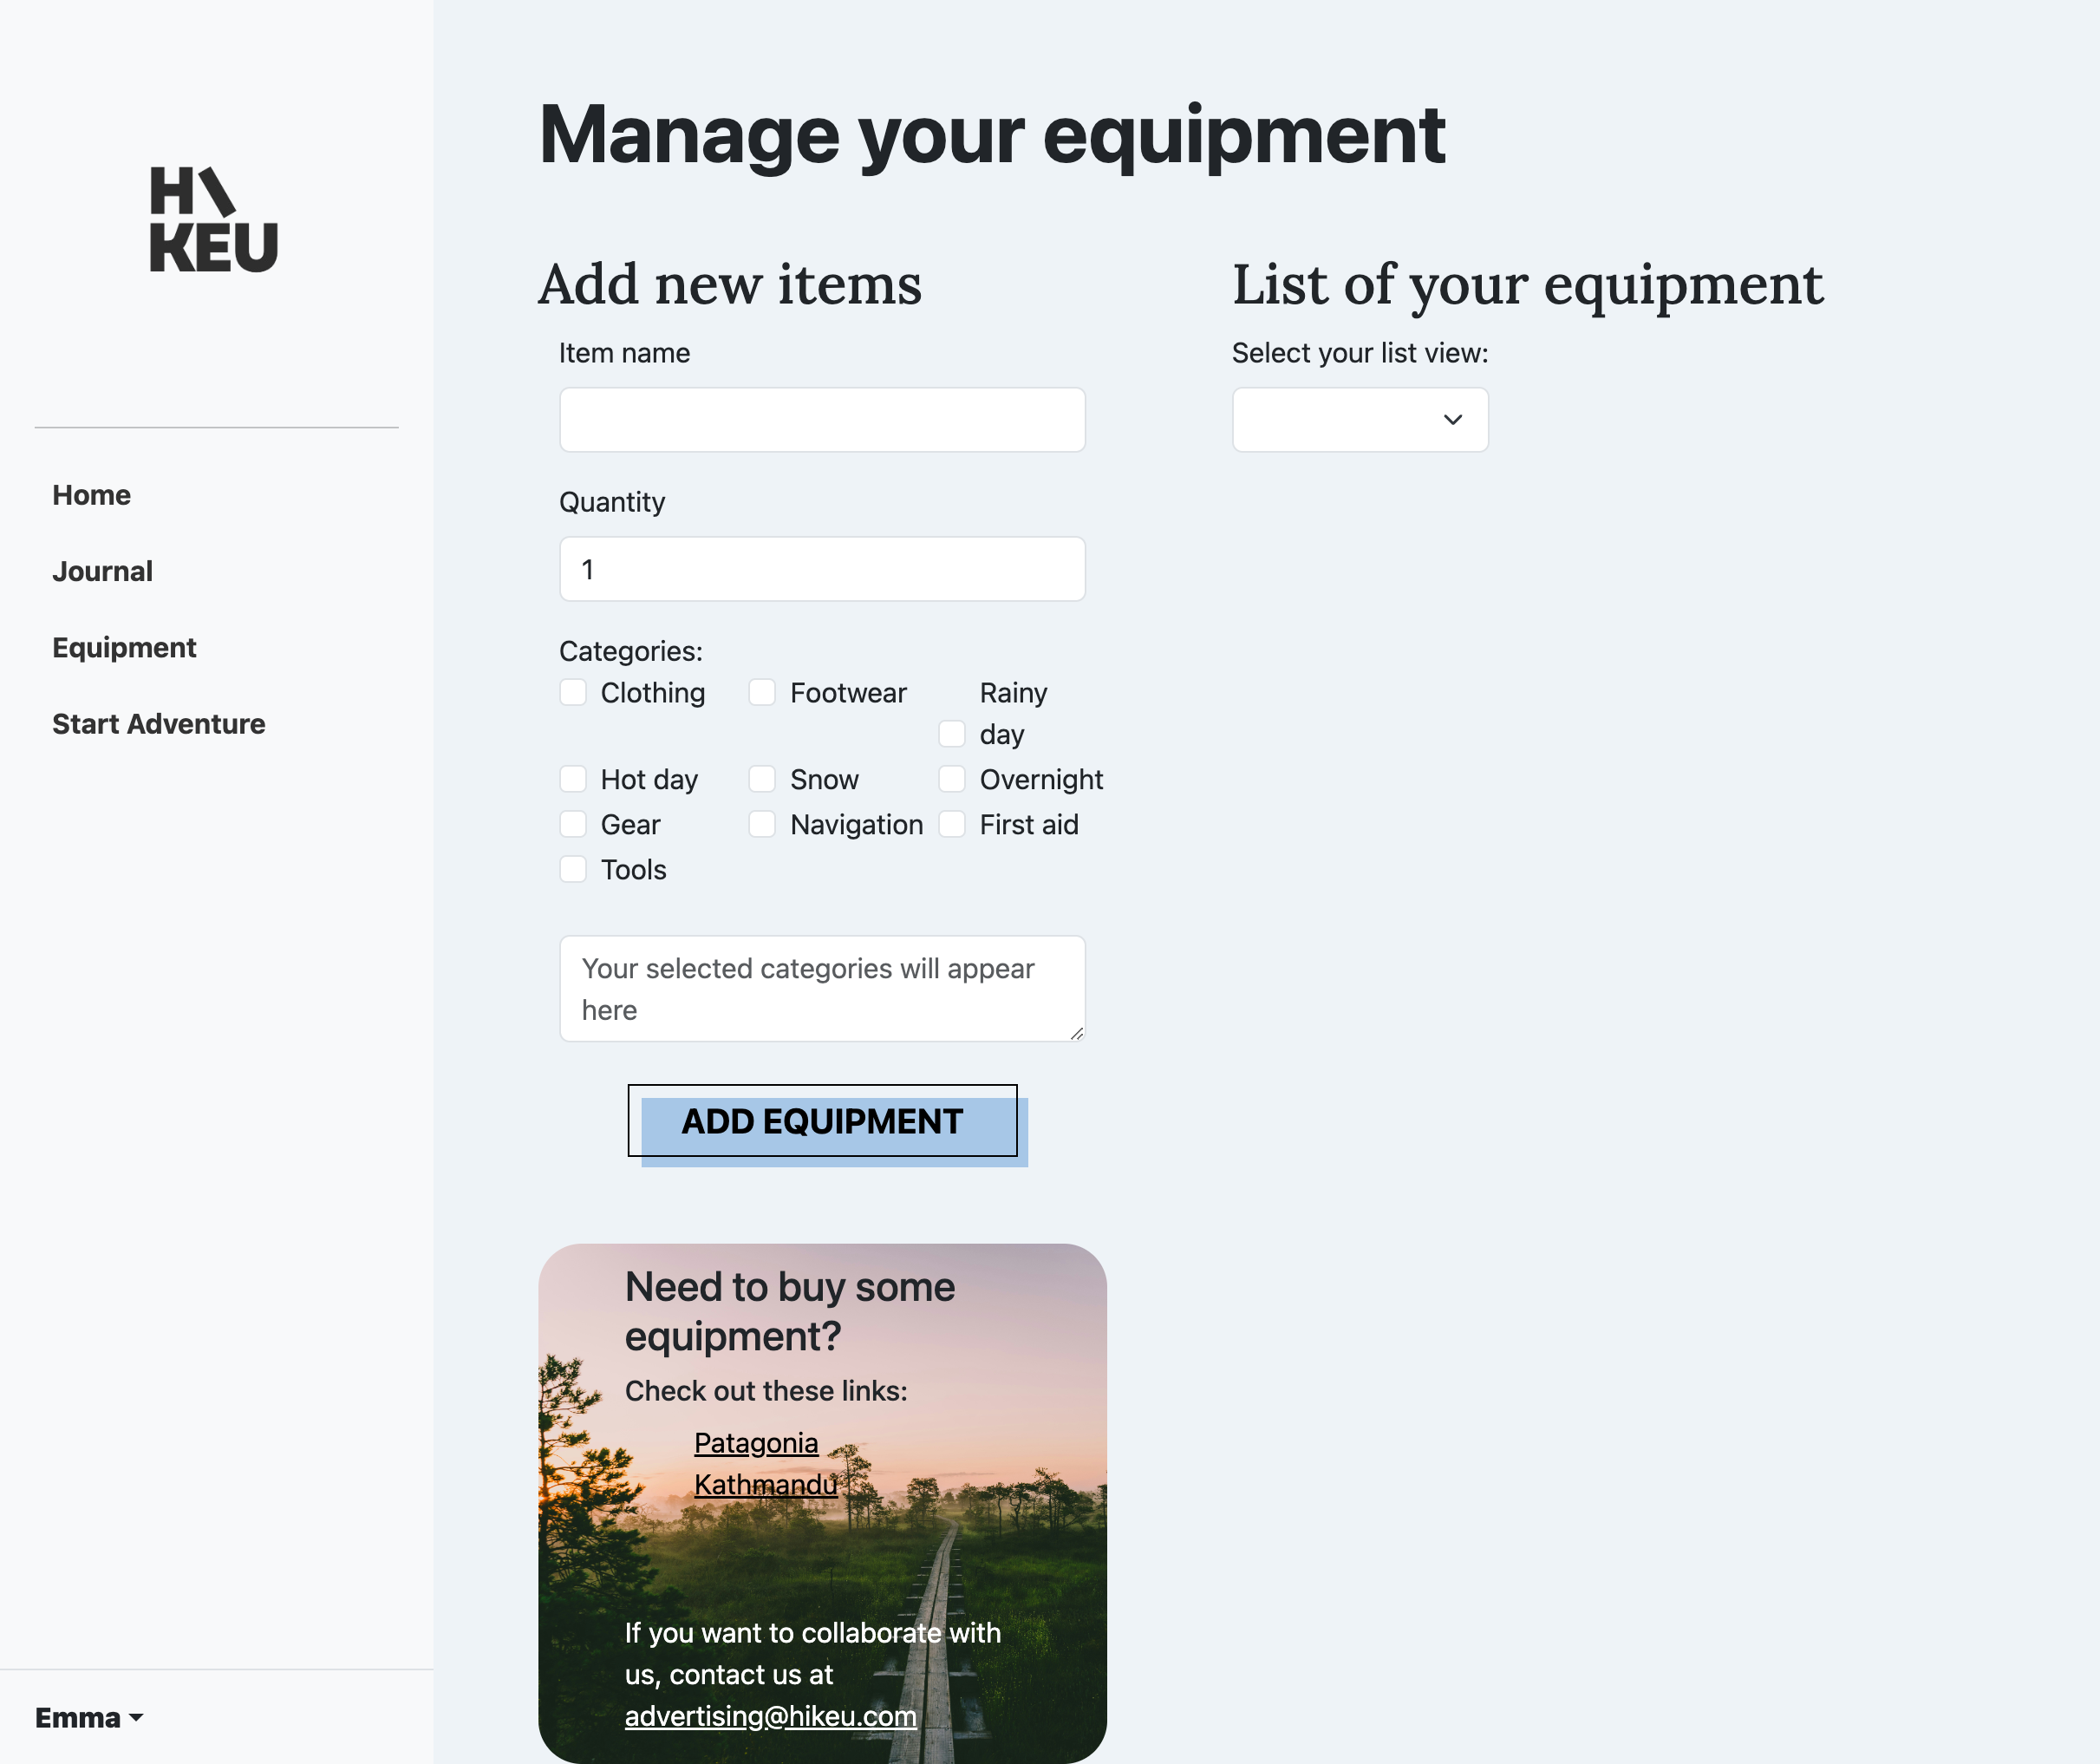 H\
KEU
Home
Journal
Equipment
Start Adventure
Emma
Manage your equipment
Add new items
Item name
Quantity
1
Categories:
Clothing
Footwear
Rainy
day
Hot day
Snow
Overnight
Gear
Navigation
First aid
Tools
Your selected categories will appear
here
ADD EQUIPMENT
Need to buy some
equipment?
Check out these links:
Patagonia
Kathmandu
If you want to collaborate with
us, contact us at
advertising@hikeu.com
List of your equipment
Select your list view: